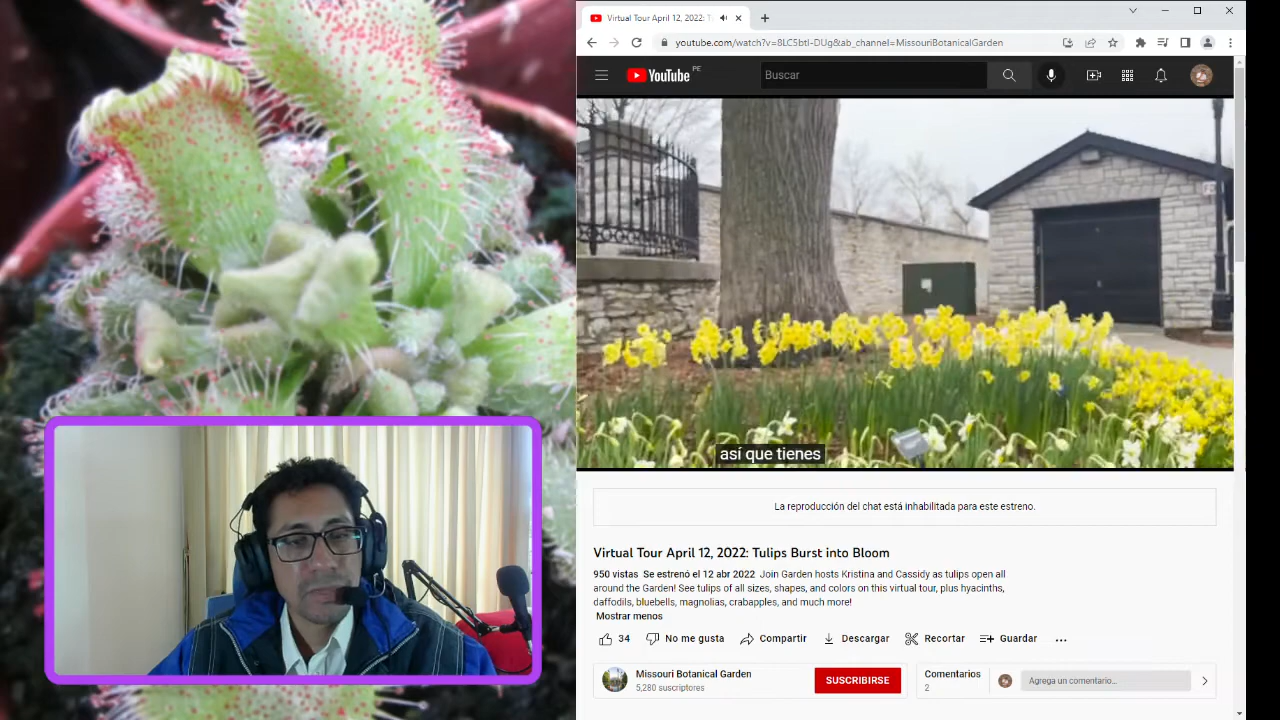 Virtual Tour April 12, 2022: T
youtube.com/watch?v=8LC5btI-DUg&ab_channel=MissouriBotanicalGarden
YouTube PE
Buscar
así que tienes
La reproducción del chat está inhabilitada para este estreno.
Virtual Tour April 12, 2022: Tulips Burst into Bloom
950 vistas Se estrenó el 12 abr 2022 Join Garden hosts Kristina and Cassidy as tulips open all
around the Garden! See tulips of all sizes, shapes, and colors on this virtual tour, plus hyacinths,
daffodils, bluebells, magnolias, crabapples, and much more!
Mostrar menos
34 No me gusta Compartir Descargar Recortar Guardar
Missouri Botanical Garden
5,280 suscriptores
SUSCRIBIRSE
Comentarios
2
Agrega un comentario...